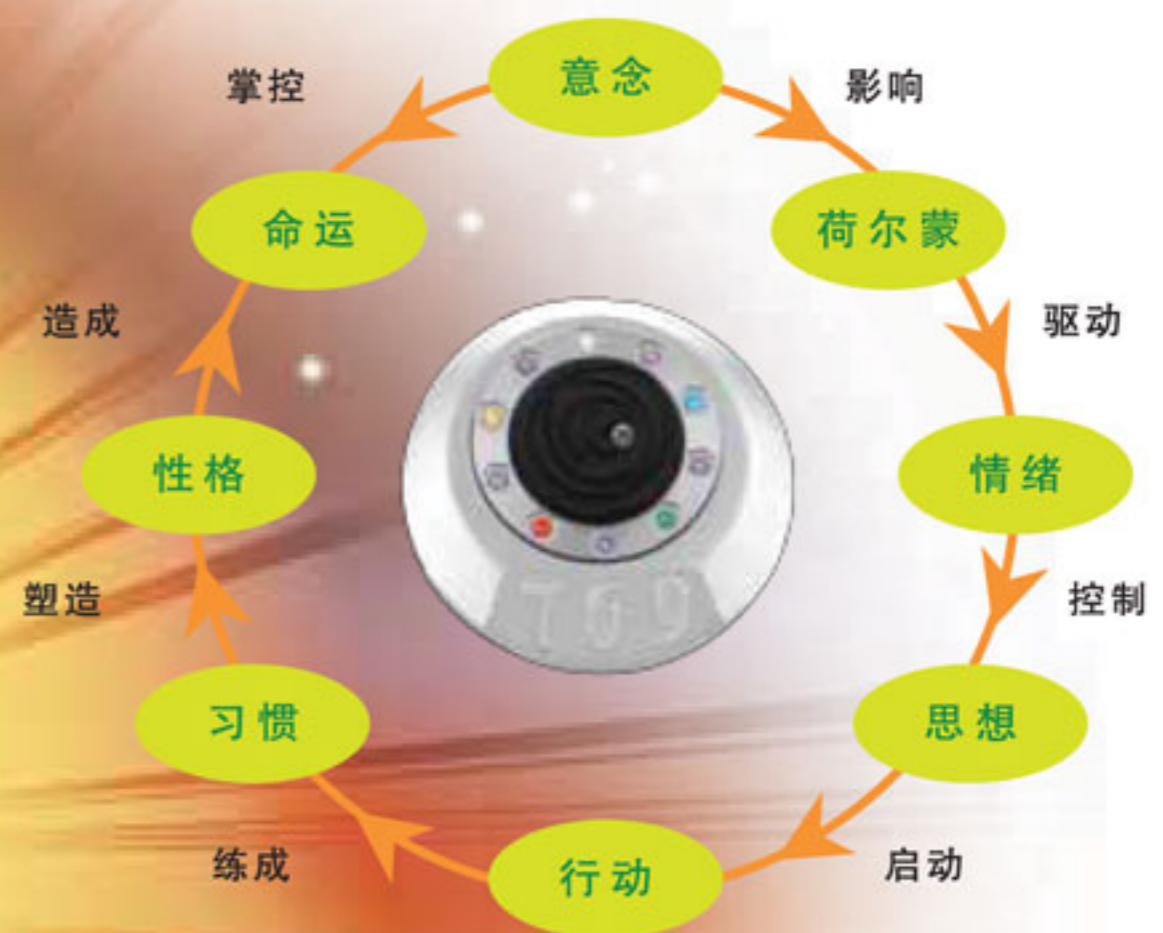 意念
影响
荷尔蒙
驱动
情绪
控制
思想
启动
行动
练成
习惯
塑造
性格
造成
命运
掌控
709